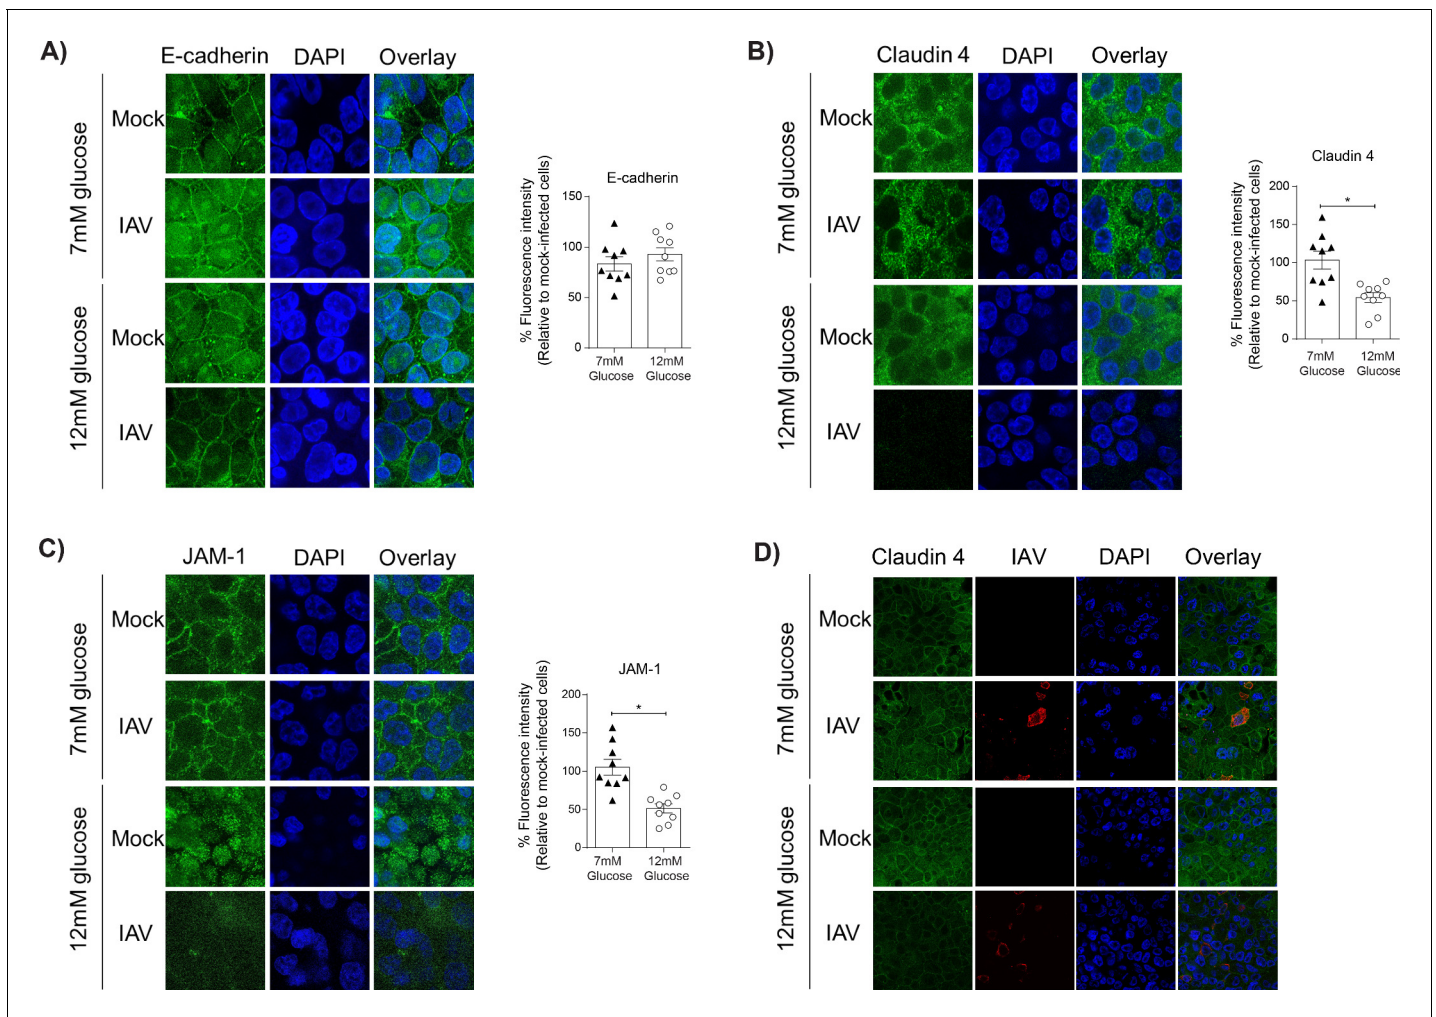 A)
E-cadherin DAPI Overlay
7mM glucose
Mock
IAV
12mM glucose
Mock
IAV
% Fluorescence intensity
(Relative to mock-infected cells)
E-cadherin
150
100
50
0
7mM
Glucose
12mM
Glucose
B)
Claudin 4 DAPI Overlay
7mM glucose
Mock
IAV
12mM glucose
Mock
IAV
% Fluorescence intensity
(Relative to mock-infected cells)
Claudin 4
200
150
100
50
0
*
7mM
Glucose
12mM
Glucose
C)
JAM-1 DAPI Overlay
7mM glucose
Mock
IAV
12mM glucose
Mock
IAV
% Fluorescence intensity
(Relative to mock-infected cells)
JAM-1
200
150
100
50
0
*
7mM
Glucose
12mM
Glucose
D)
Claudin 4 IAV DAPI Overlay
7mM glucose
Mock
IAV
12mM glucose
Mock
IAV